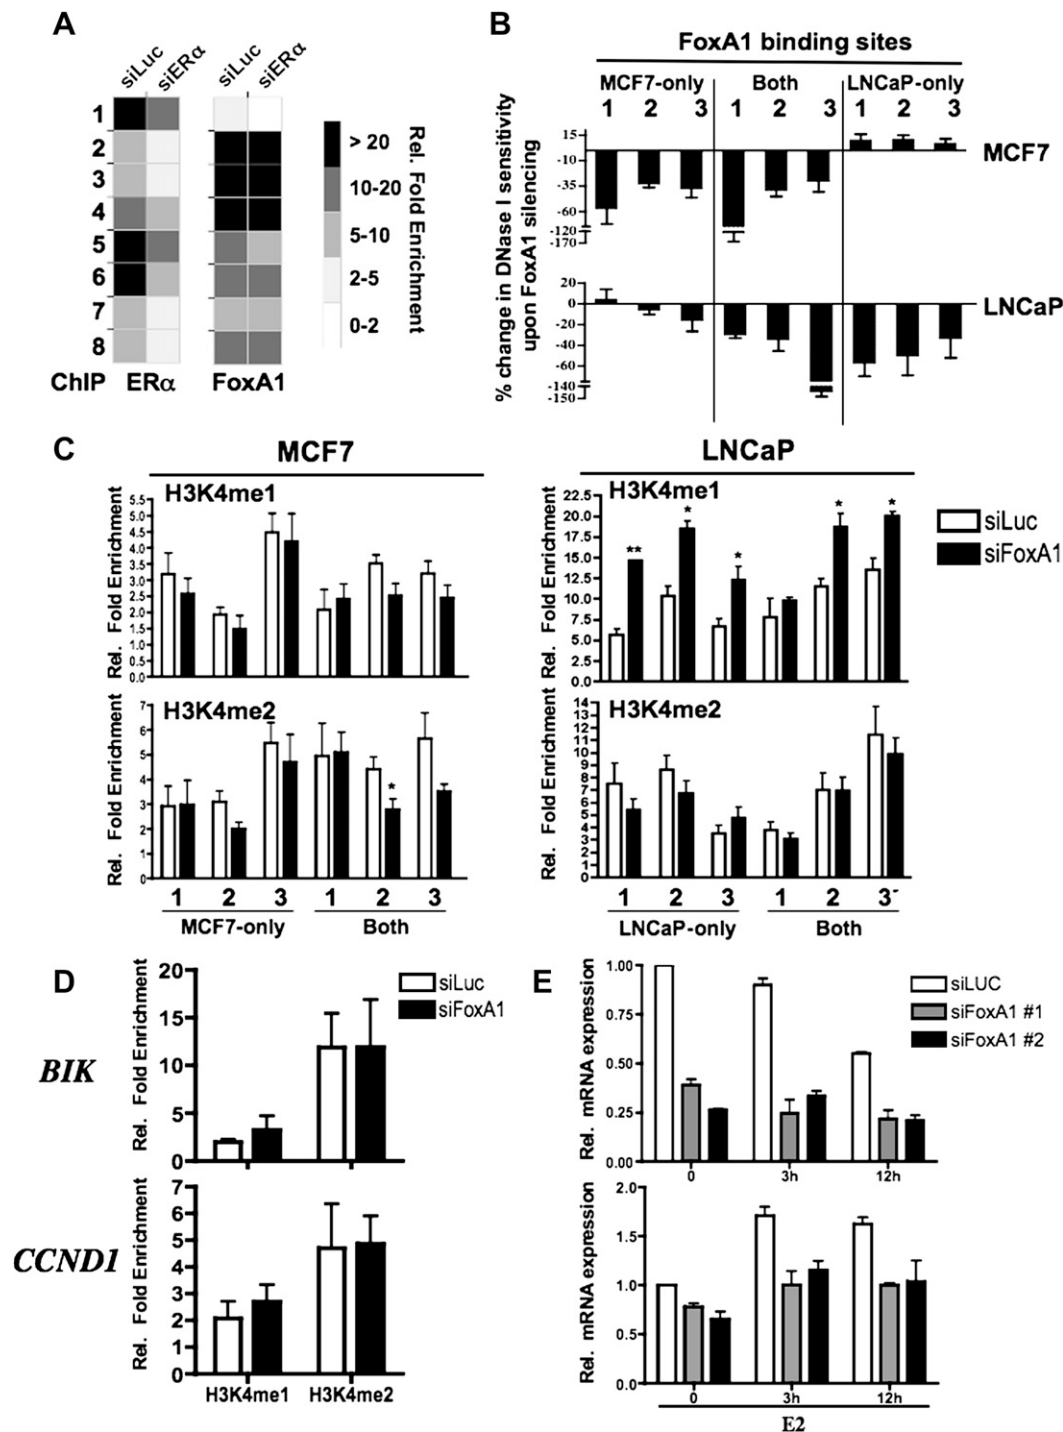 A
siLuc
siERα
siLuc
siERα
1
2
3
4
5
6
7
8
ChIP
ERα
FoxA1
> 20
10-20
5-10
2-5
0-2
Rel. Fold Enrichment
B
FoxA1 binding sites
MCF7-only
Both
LNCaP-only
1 2 3 1 2 3 1 2 3
% change in DNase I sensitivity
upon FoxA1 silencing
15
-10
-35
-60
-120
-170
MCF7
20
0
-20
-40
-60
-140
-150
LNCaP
C
MCF7
H3K4me1
Rel. Fold Enrichment
5.5
5.0
4.5
4.0
3.5
3.0
2.5
2.0
1.5
1.0
0.5
0.0
H3K4me2
Rel. Fold Enrichment
7
6
5
4
3
2
1
0
*
1 2 3 1 2 3
MCF7-only
Both
LNCaP
H3K4me1
Rel. Fold Enrichment
22.5
20.0
17.5
15.0
12.5
10.0
7.5
5.0
2.5
0.0
** * * * *
siLuc
siFoxA1
H3K4me2
Rel. Fold Enrichment
14
13
12
11
10
9
8
7
6
5
4
3
2
1
0
1 2 3 1 2 3
LNCaP-only
Both
D
siLuc
siFoxA1
BIK
Rel. Fold Enrichment
20
15
10
5
0
CCND1
Rel. Fold Enrichment
7
6
5
4
3
2
1
0
H3K4me1
H3K4me2
E
siLUC
siFoxA1 #1
siFoxA1 #2
Rel. mRNA expression
1.00
0.75
0.50
0.25
0.00
0 3h 12h
Rel. mRNA expression
2.0
1.5
1.0
0.5
0.0
0 3h 12h
E2